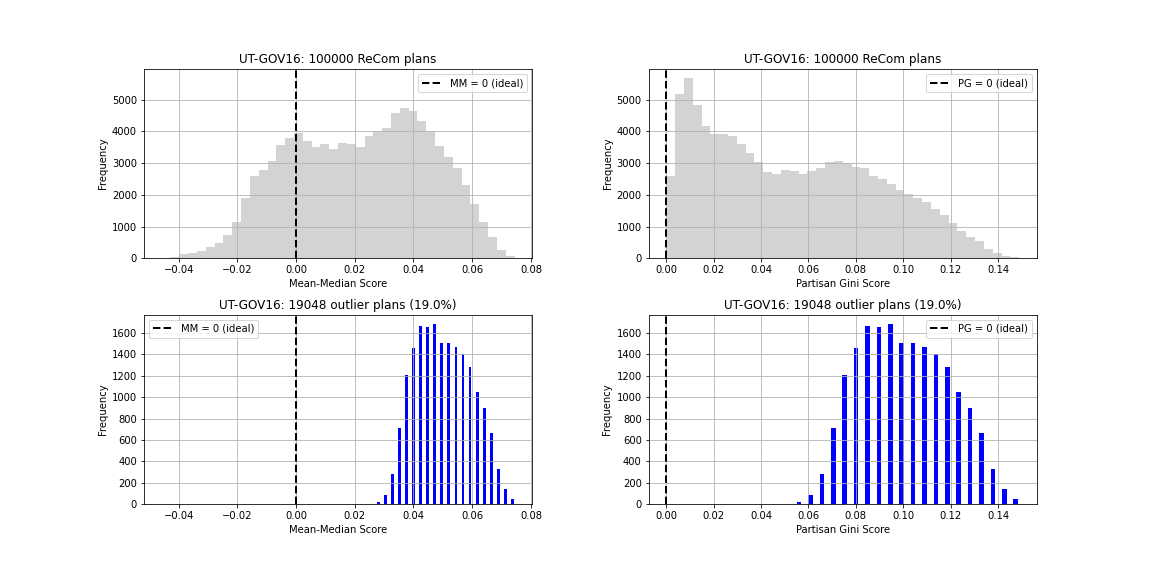 UT-GOV16: 100000 ReCom plans
MM = 0 (ideal)
5000
4000
3000
2000
1000
0
Frequency
−0.04 −0.02 0.00 0.02 0.04 0.06 0.08
Mean-Median Score
UT-GOV16: 100000 ReCom plans
PG = 0 (ideal)
5000
4000
3000
2000
1000
0
Frequency
0.00 0.02 0.04 0.06 0.08 0.10 0.12 0.14
Partisan Gini Score
UT-GOV16: 19048 outlier plans (19.0%)
MM = 0 (ideal)
1600
1400
1200
1000
800
600
400
200
0
Frequency
−0.04 −0.02 0.00 0.02 0.04 0.06 0.08
Mean-Median Score
UT-GOV16: 19048 outlier plans (19.0%)
PG = 0 (ideal)
1600
1400
1200
1000
800
600
400
200
0
Frequency
0.00 0.02 0.04 0.06 0.08 0.10 0.12 0.14
Partisan Gini Score